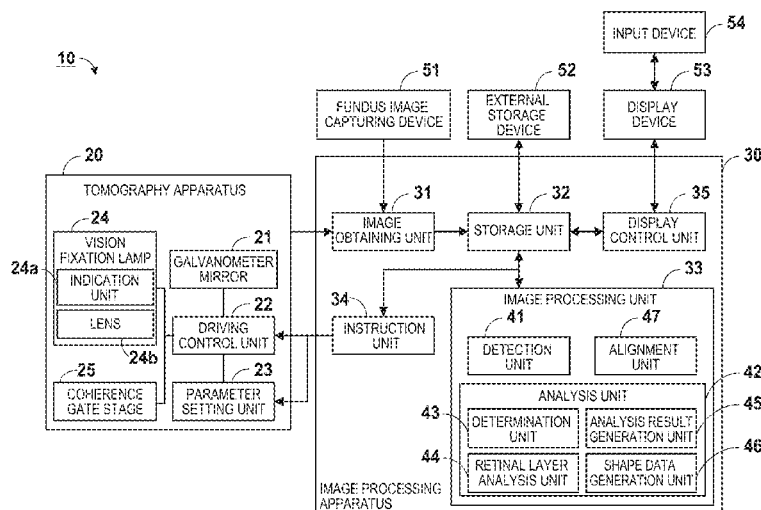 INPUT DEVICE
54
10
51
52
53
FUNDUS IMAGE
CAPTURING DEVICE
EXTERNAL
STORAGE
DEVICE
DISPLAY
DEVICE
30
20
TOMOGRAPHY APPARATUS
31
32
35
IMAGE
OBTAINING UNIT
STORAGE UNIT
DISPLAY
CONTROL UNIT
24
VISION
FIXATION LAMP
24a
INDICATION
UNIT
LENS
24b
21
GALVANOMETER
MIRROR
22
DRIVING
CONTROL UNIT
25
COHERENCE
GATE STAGE
23
PARAMETER
SETTING UNIT
34
INSTRUCTION
UNIT
33
IMAGE PROCESSING UNIT
41
DETECTION
UNIT
47
ALIGNMENT
UNIT
42
ANALYSIS UNIT
43
DETERMINATION
UNIT
45
ANALYSIS RESULT
GENERATION UNIT
44
RETINAL LAYER
ANALYSIS UNIT
46
SHAPE DATA
GENERATION UNIT
IMAGE PROCESSING
APPARATUS